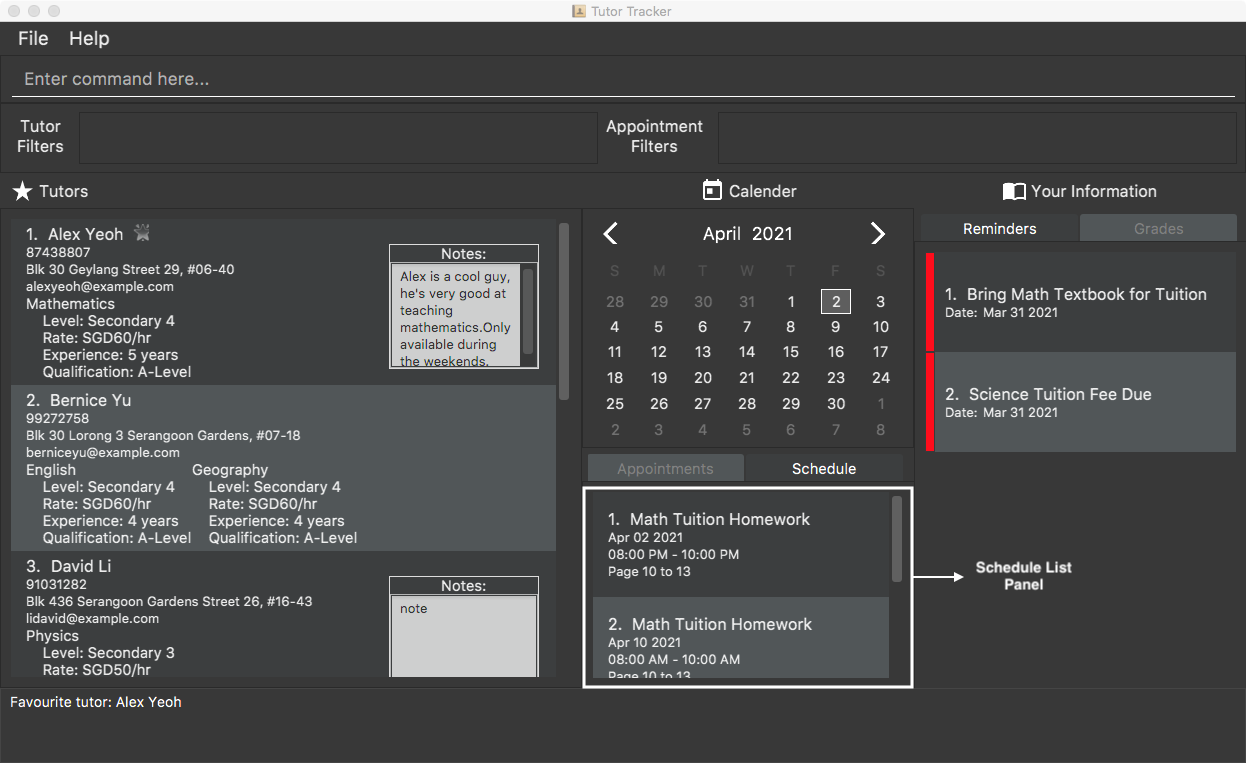 Tutor Tracker
File Help
Enter command here...
Tutor
Filters
Appointment
Filters
Tutors
1. Alex Yeoh
87438807
Blk 30 Geylang Street 29, #06-40
alexyeoh@example.com
Mathematics
Level: Secondary 4
Rate: SGD60/hr
Experience: 5 years
Qualification: A-Level
Notes:
Alex is a cool guy,
he's very good at
teaching
mathematics.Only
available during
the weekends.
2. Bernice Yu
99272758
Blk 30 Lorong 3 Serangoon Gardens, #07-18
berniceyu@example.com
English Geography
Level: Secondary 4 Level: Secondary 4
Rate: SGD60/hr Rate: SGD60/hr
Experience: 4 years Experience: 4 years
Qualification: A-Level Qualification: A-Level
3. David Li
91031282
Blk 436 Serangoon Gardens Street 26, #16-43
lidavid@example.com
Physics
Level: Secondary 3
Rate: SGD50/hr
Notes:
note
Calender
April 2021
S M T W T F S
28 29 30 31 1 2 3
4 5 6 7 8 9 10
11 12 13 14 15 16 17
18 19 20 21 22 23 24
25 26 27 28 29 30 1
2 3 4 5 6 7 8
Appointments Schedule
1. Math Tuition Homework
Apr 02 2021
08:00 PM - 10:00 PM
Page 10 to 13
2. Math Tuition Homework
Apr 10 2021
08:00 AM - 10:00 AM
Page 10 to 13
Your Information
Reminders Grades
1. Bring Math Textbook for Tuition
Date: Mar 31 2021
2. Science Tuition Fee Due
Date: Mar 31 2021
Schedule List
Panel
Favourite tutor: Alex Yeoh